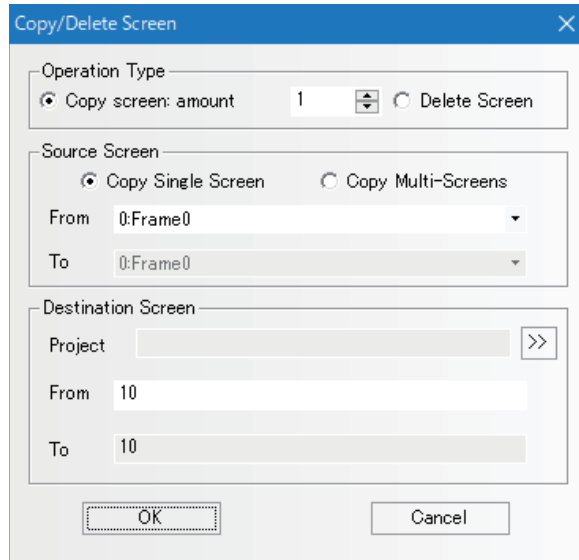 Copy/Delete Screen
Operation Type
Copy screen: amount 1 Delete Screen
Source Screen
Copy Single Screen Copy Multi-Screens
From 0:Frame0
To 0:Frame0
Destination Screen
Project >>
From 10
To 10
OK Cancel